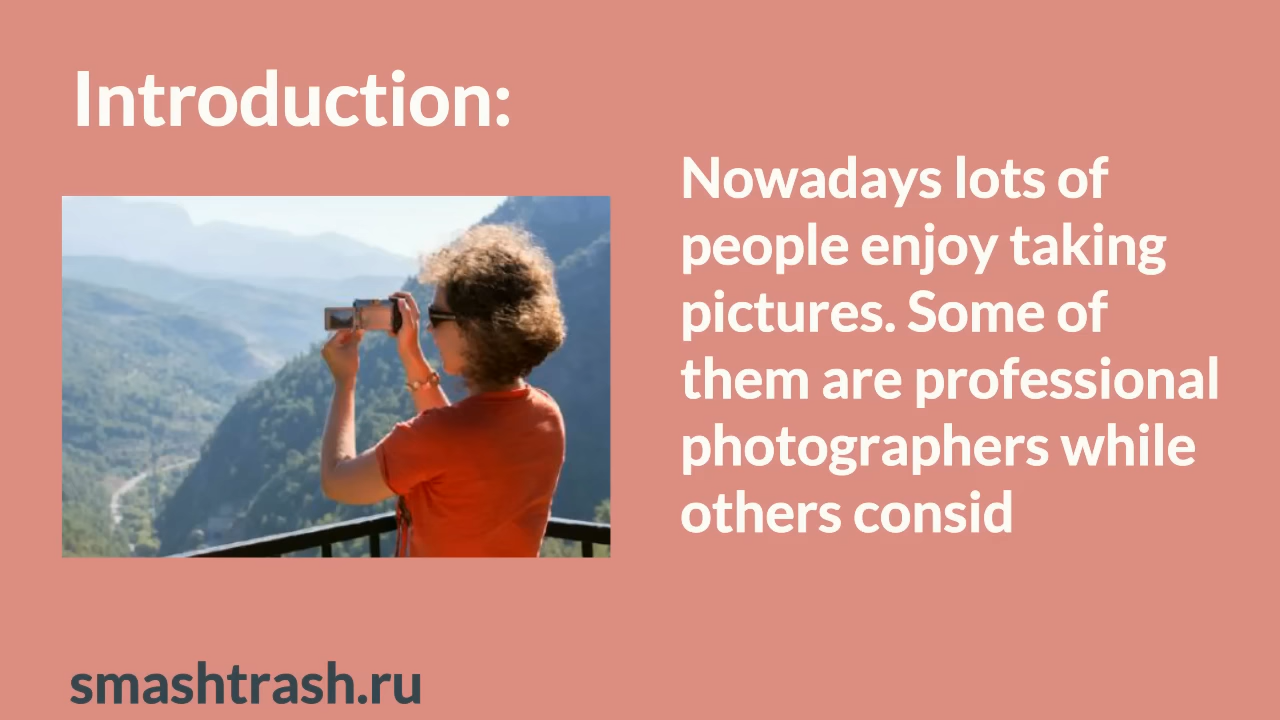 Introduction:
Nowadays lots of
people enjoy taking
pictures. Some of
them are professional
photographers while
others consid
smashtrash.ru